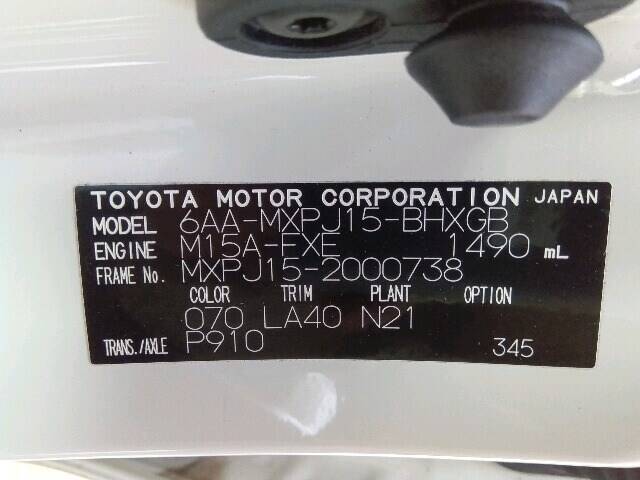 TOYOTA MOTOR CORPORATION JAPAN
MODEL 6AA-MXPJ15-BHXGB
ENGINE M15A-FXE 1490 mL
FRAME No. MXPJ15-2000738
COLOR TRIM PLANT OPTION
070 LA40 N21
TRANS./AXLE P910 345